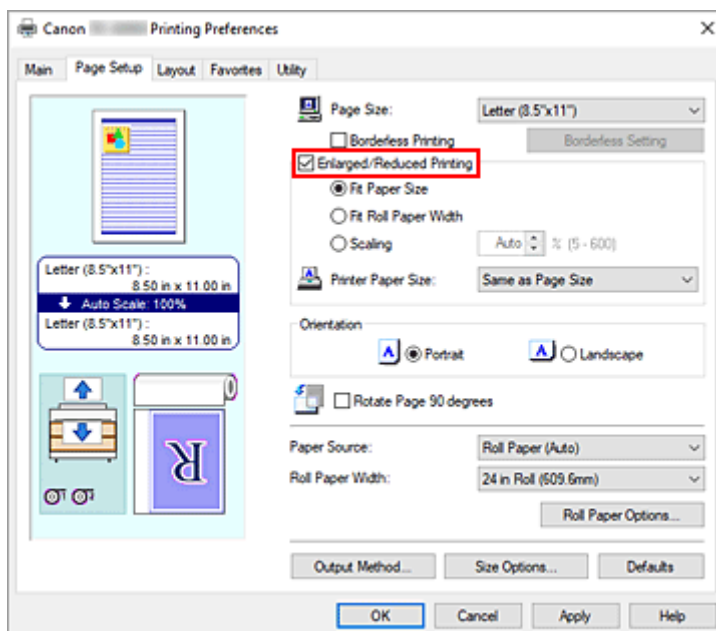 Canon Printing Preferences
Main Page Setup Layout Favorites Utility
Page Size: Letter (8.5"x11")
Borderless Printing Borderless Setting
Enlarged/Reduced Printing
Fit Paper Size
Fit Roll Paper Width
Scaling Auto % (5 - 600)
Printer Paper Size: Same as Page Size
Letter (8.5"x11") :
8.50 in x 11.00 in
Auto Scale: 100%
Letter (8.5"x11") :
8.50 in x 11.00 in
Orientation
A Portrait A Landscape
Rotate Page 90 degrees
R
Paper Source: Roll Paper (Auto)
Roll Paper Width: 24 in Roll (609.6mm)
Roll Paper Options...
Output Method... Size Options... Defaults
OK Cancel Apply Help